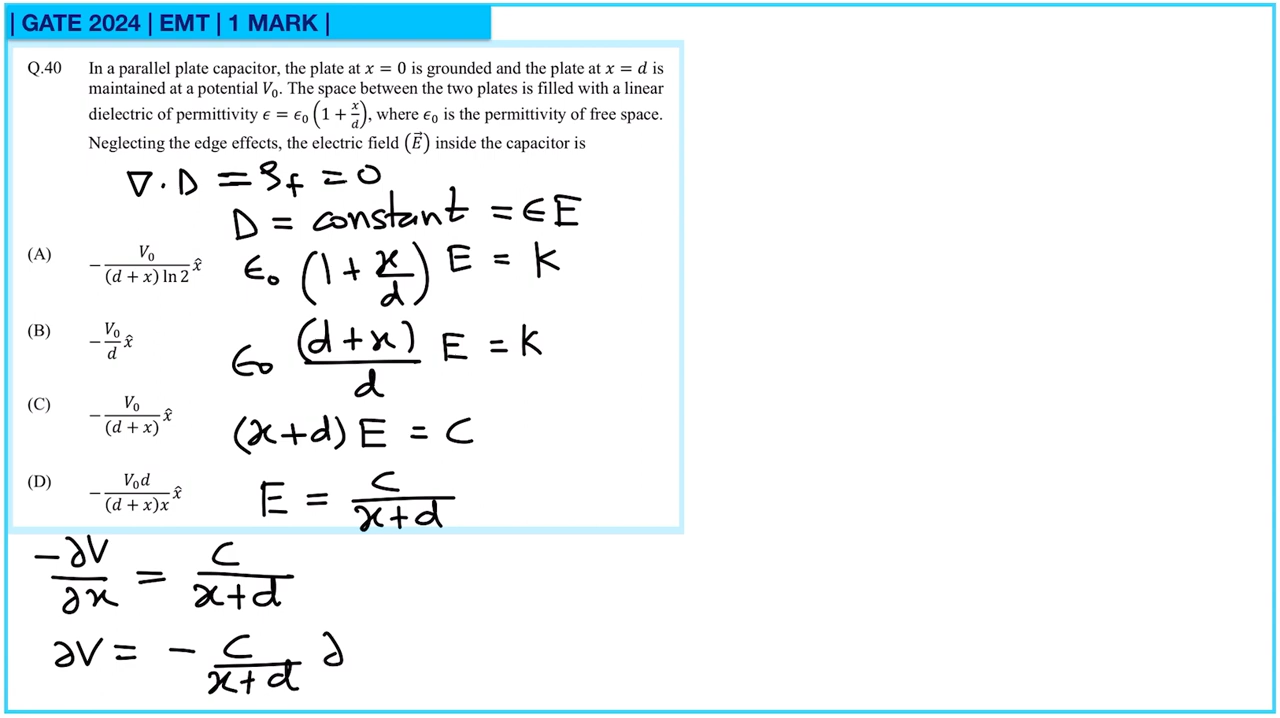 | GATE 2024 | EMT | 1 MARK |
Q.40 In a parallel plate capacitor, the plate at x = 0 is grounded and the plate at x = d is
maintained at a potential V₀. The space between the two plates is filled with a linear
dielectric of permittivity ϵ = ϵ₀ (1 + x/d), where ϵ₀ is the permittivity of free space.
Neglecting the edge effects, the electric field (E⃗) inside the capacitor is
∇ · D = ρf = 0
D = constant = ∈E
(A) − V₀/((d + x) ln 2) x̂
∈₀ (1 + x/d) E = K
(B) − V₀/d x̂
∈₀ (d+x)/d E = K
(C) − V₀/(d + x) x̂
(x+d) E = C
(D) − V₀d/((d + x)x) x̂
E = C/(x+d)
−∂V/∂x = C/(x+d)
∂V = − C/(x+d) ∂